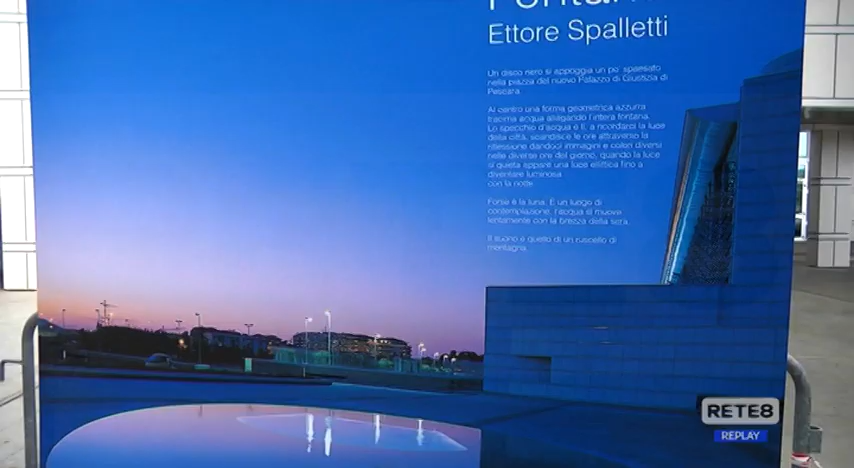 Ettore Spalletti
Un disco nero si appoggia un po' spaesato
nella piazza del nuovo Palazzo di Giustizia di
Pescara.
Al centro una forma geometrica azzurra
tracima acqua allagando l'intera fontana.
Lo specchio d'acqua è lì, a ricordarci la luce
della città, scandisce le ore attraverso la
riflessione dandoci immagini e colori diversi
nelle diverse ore del giorno, quando la luce
si quieta appare una luce ellittica fino a
diventare luminosa
con la notte.
Forse è la luna. È un luogo di
contemplazione, l'acqua si muove
lentamente con la brezza della sera.
Il suono è quello di un ruscello di
montagna.
RETE8
REPLAY